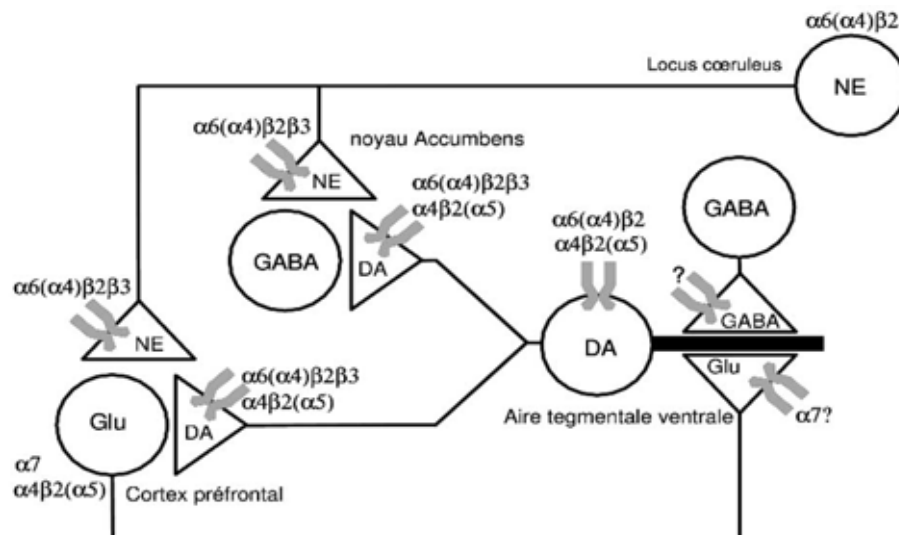 α6(α4)β2
Locus cœruleus
NE
α6(α4)β2β3
noyau Accumbens
NE
α6(α4)β2β3
α4β2(α5)
GABA
DA
GABA
α6(α4)β2
α4β2(α5)
?
GABA
DA
Glu
α7?
Aire tegmentale ventrale
α6(α4)β2β3
NE
α6(α4)β2β3
α4β2(α5)
Glu
DA
α7
α4β2(α5)
Cortex préfrontal